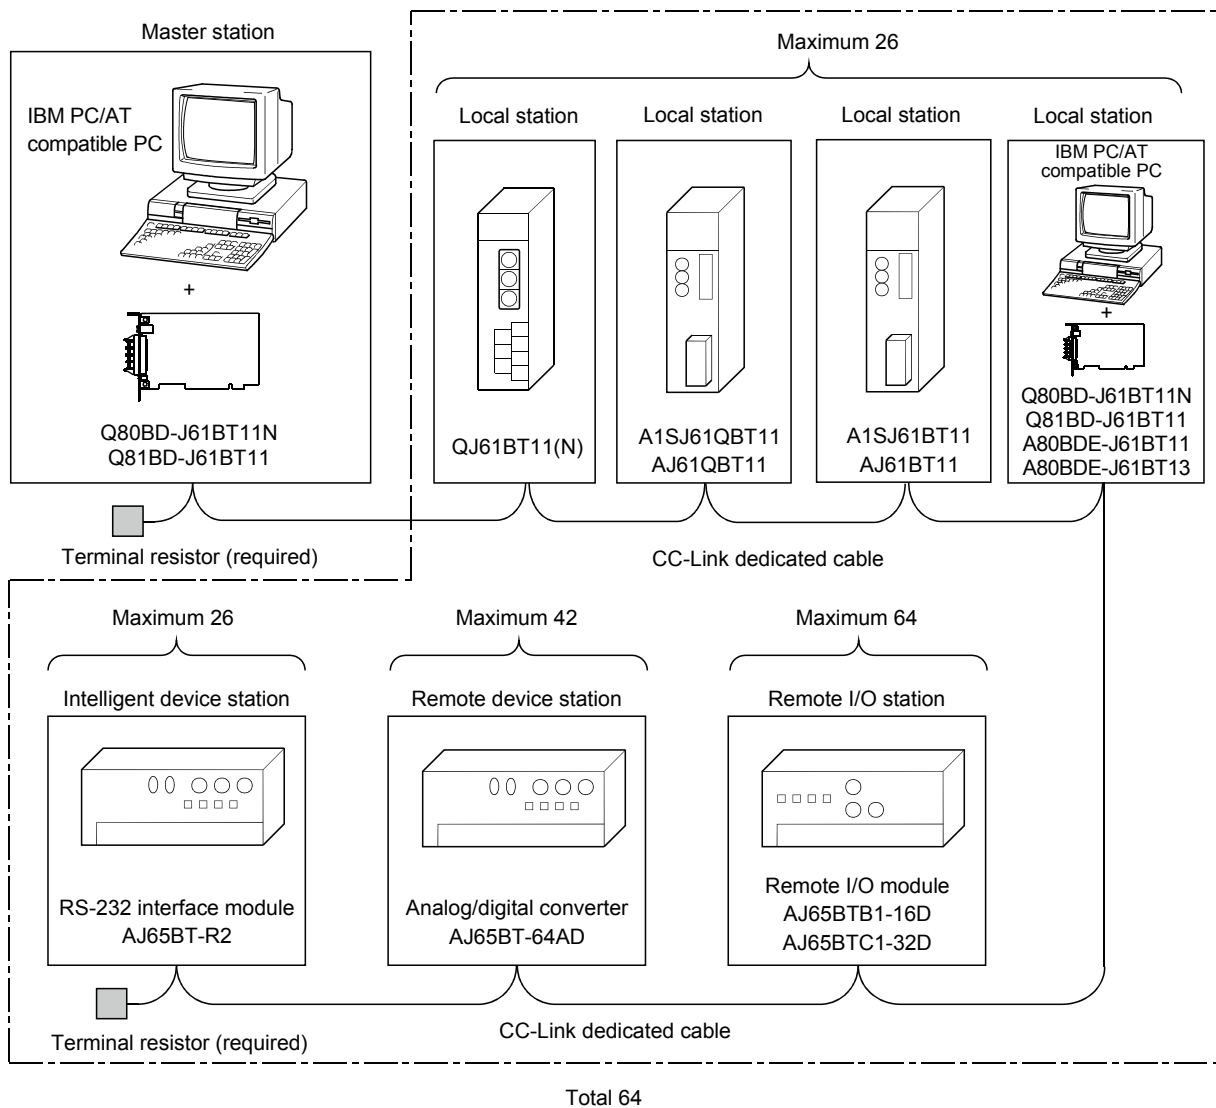 Master station
IBM PC/AT
compatible PC
+
Q80BD-J61BT11N
Q81BD-J61BT11
Terminal resistor (required)
Maximum 26
Local station
QJ61BT11(N)
Local station
A1SJ61QBT11
AJ61QBT11
Local station
A1SJ61BT11
AJ61BT11
Local station
IBM PC/AT
compatible PC
+
Q80BD-J61BT11N
Q81BD-J61BT11
A80BDE-J61BT11
A80BDE-J61BT13
CC-Link dedicated cable
Maximum 26
Intelligent device station
RS-232 interface module
AJ65BT-R2
Maximum 42
Remote device station
Analog/digital converter
AJ65BT-64AD
Maximum 64
Remote I/O station
Remote I/O module
AJ65BTB1-16D
AJ65BTC1-32D
Terminal resistor (required)
CC-Link dedicated cable
Total 64